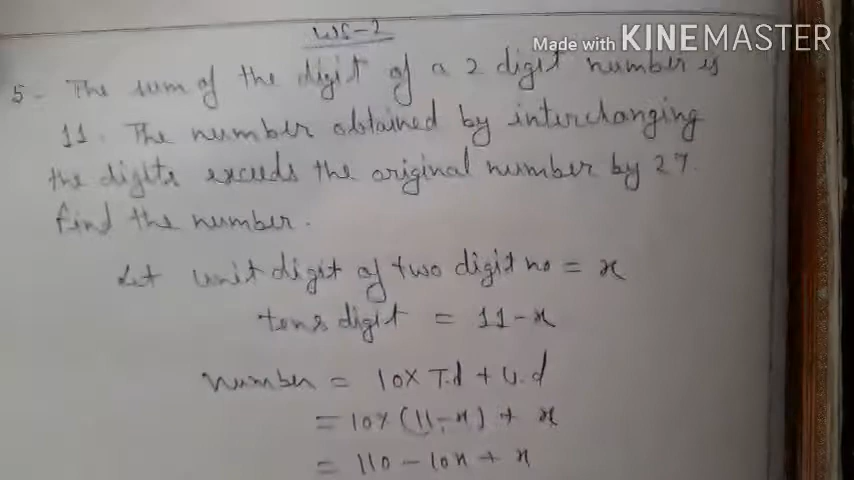 WS-2
Made with KINEMASTER
5- The sum of the digit of a 2 digit number is
11. The number obtained by interchanging
the digits exceeds the original number by 27.
find the number.
Let unit digit of two digit no = x
tens digit = 11-x
number = 10x T.d + U.d
= 10x (11-x) + x
= 110 - 10x + x